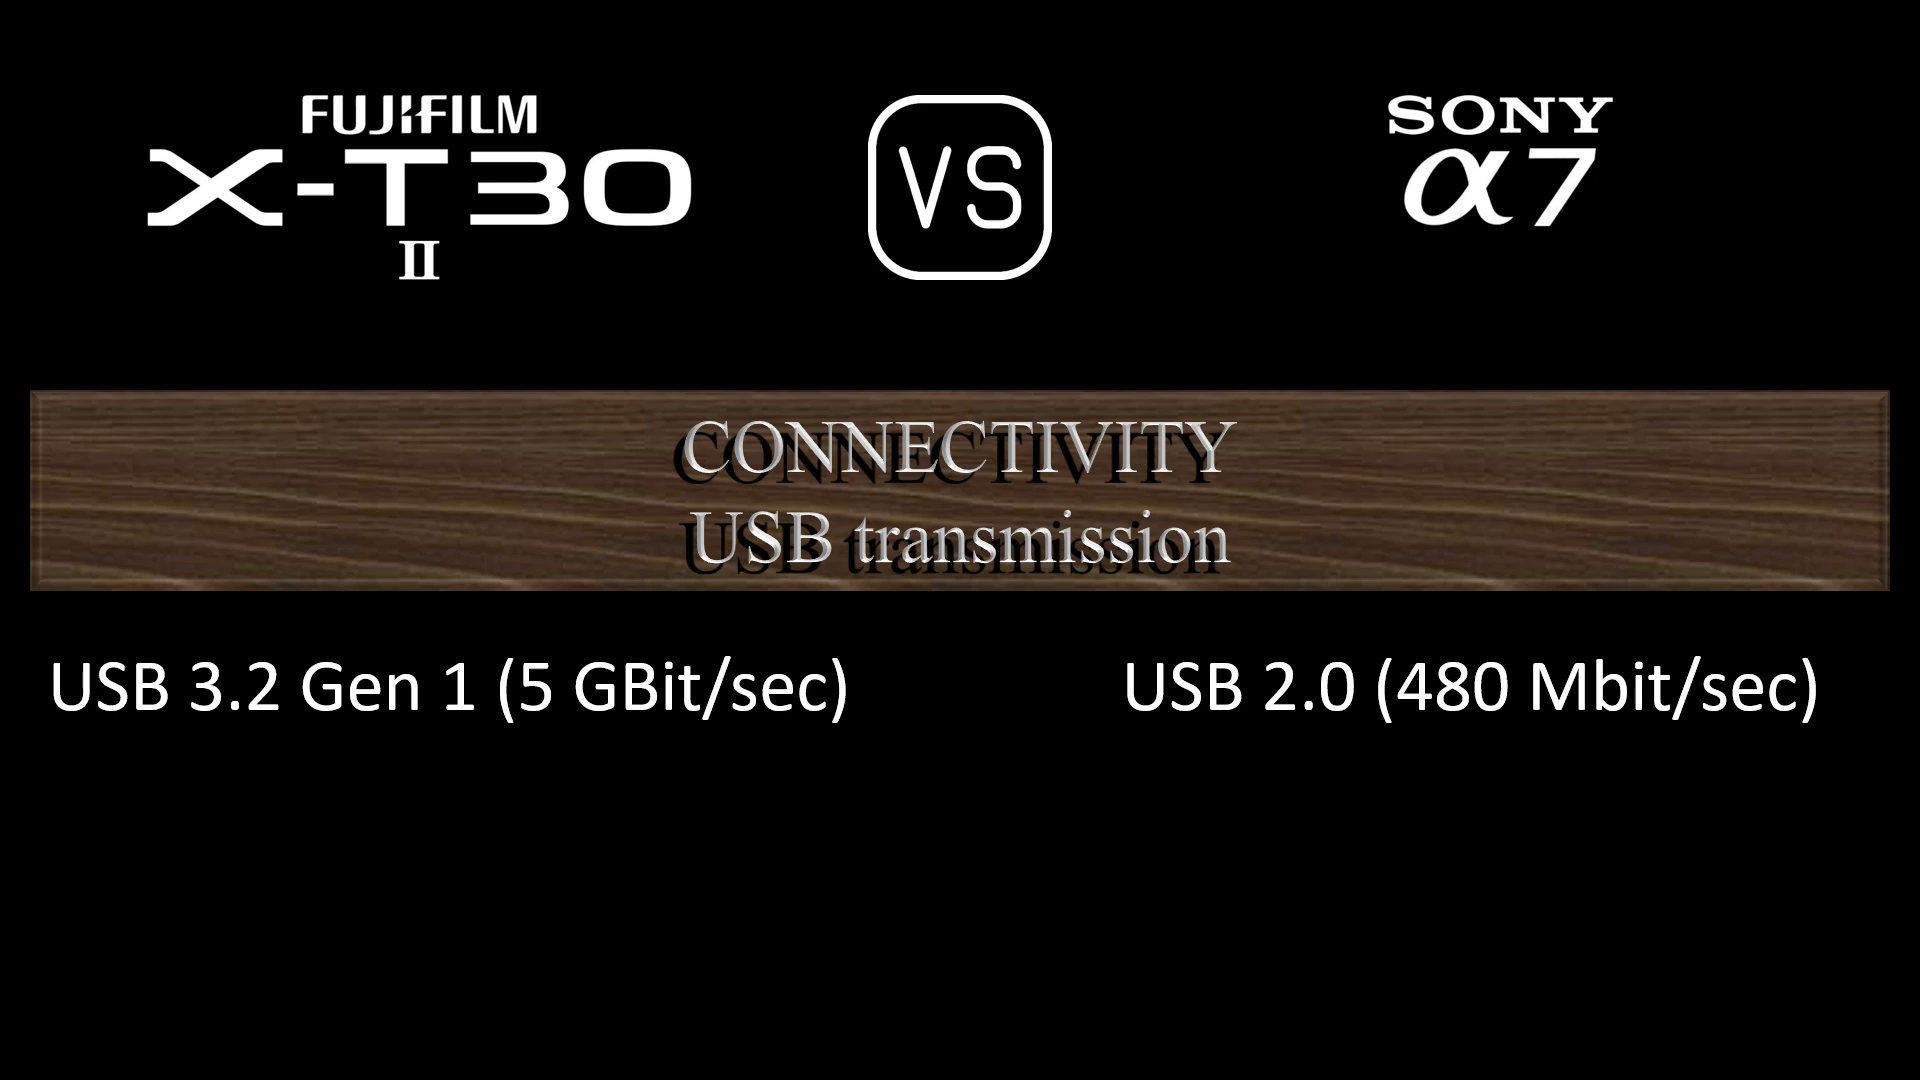 FUJIFILM
X-T30
II
VS
SONY
α7
CONNECTIVITY
USB transmission
USB 3.2 Gen 1 (5 GBit/sec)
USB 2.0 (480 Mbit/sec)